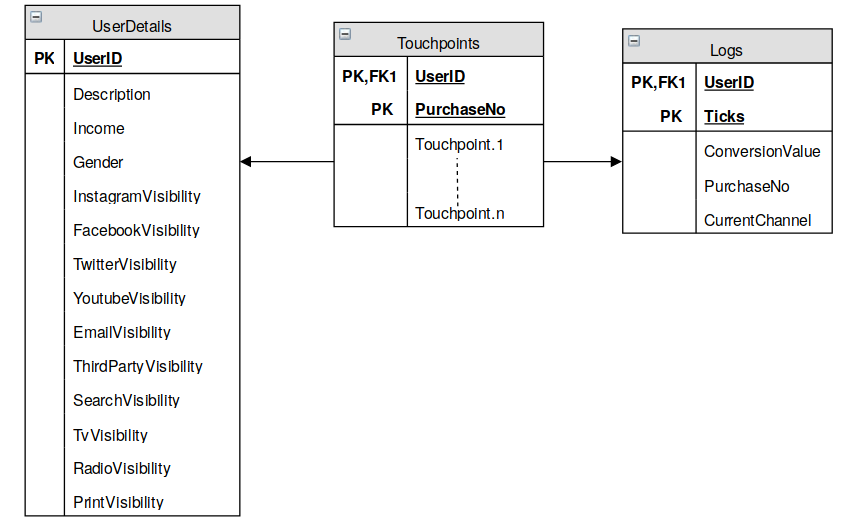 UserDetails
PK UserID
Description
Income
Gender
InstagramVisibility
FacebookVisibility
TwitterVisibility
YoutubeVisibility
EmailVisibility
ThirdPartyVisibility
SearchVisibility
TvVisibility
RadioVisibility
PrintVisibility
Touchpoints
PK,FK1 UserID
PK PurchaseNo
Touchpoint.1
Touchpoint.n
Logs
PK,FK1 UserID
PK Ticks
ConversionValue
PurchaseNo
CurrentChannel